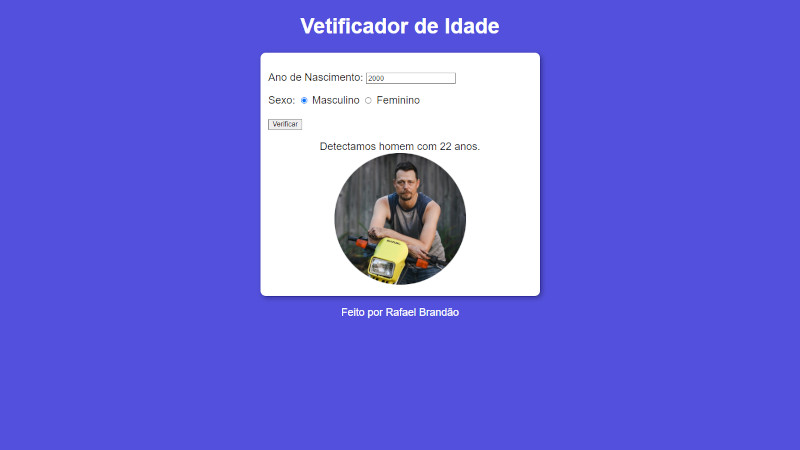 Vetificador de Idade
Ano de Nascimento: 2000
Sexo: Masculino Feminino
Verificar
Detectamos homem com 22 anos.
Feito por Rafael Brandão